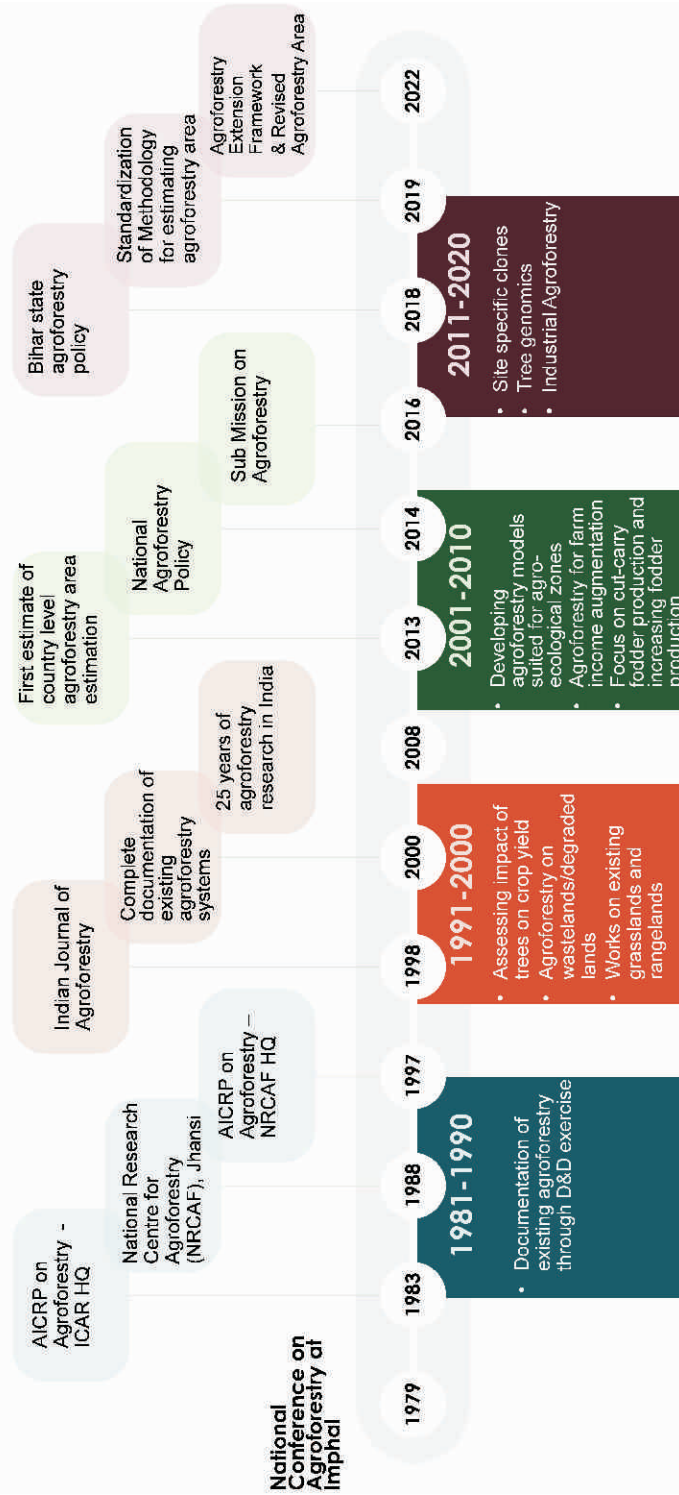 National
Conference on
Agroforestry at
Imphal
AICRP on
Agroforestry -
ICAR HQ
National Research
Centre for
Agroforestry
(NRCAF), Jhansi
AICRP on
Agroforestry –
NRCAF HQ
Indian Journal of
Agroforestry
Complete
documentation of
existing
agroforestry
systems
25 years of
agroforestry
research in India
First estimate of
country level
agroforestry area
estimation
National
Agroforestry
Policy
Sub Mission on
Agroforestry
Bihar state
agroforestry
policy
Standardization
of Methodology
for estimating
agroforestry area
Agroforestry
Extension
Framework
& Revised
Agroforestry Area
1979
1983
1988
1997
1998
2000
2008
2013
2014
2016
2018
2019
2022
1981-1990
• Documentation of
existing agroforestry
through D&D exercise
1991-2000
• Assessing impact of
trees on crop yield
• Agroforestry on
wastelands/degraded
lands
• Works on existing
grasslands and
rangelands
2001-2010
• Developing
agroforestry models
suited for agro-
ecological zones
• Agroforestry for farm
income augmentation
• Focus on cut-carry
fodder production and
increasing fodder
production
2011-2020
• Site specific clones
• Tree genomics
• Industrial Agroforestry